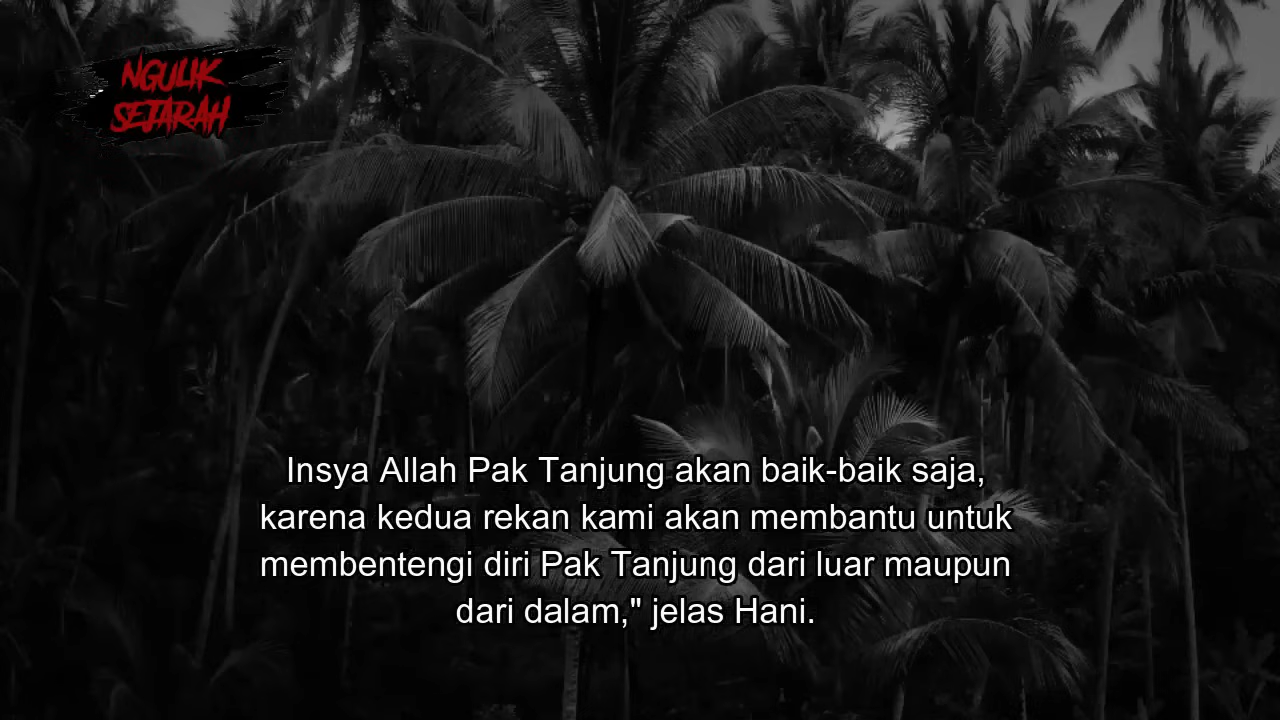 NGULIK
SEJARAH
Insya Allah Pak Tanjung akan baik-baik saja,
karena kedua rekan kami akan membantu untuk
membentengi diri Pak Tanjung dari luar maupun
dari dalam," jelas Hani.